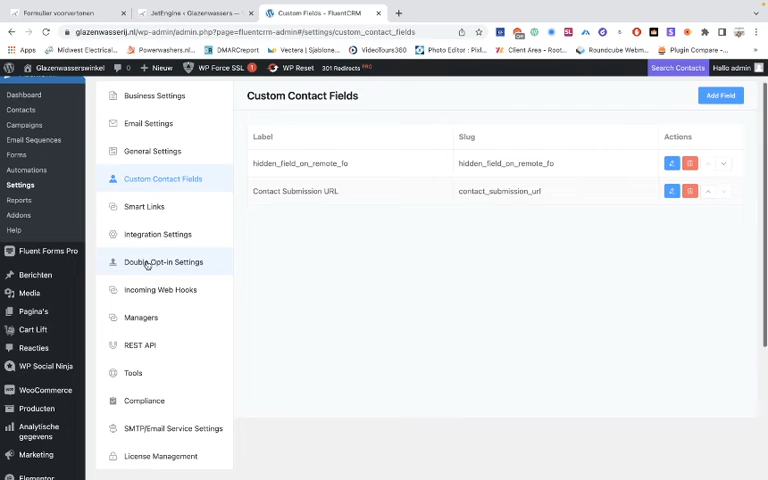 Formulier voorvertonen
JetEngine ‹ Glazenwassers —
Custom Fields - FluentCRM
glazenwasserij.nl/wp-admin/admin.php?page=fluentcrm-admin#/settings/custom_contact_fields
Apps
Midwest Electrical...
Powerwashers.nl...
DMARCreport
Vectera | Sjablone...
VideoTours360
Photo Editor : Pixl...
Client Area - Root...
Roundcube Webm...
Plugin Compare -...
Glazenwasserswinkel
0
Nieuw
WP Force SSL
1
WP Reset
301 Redirects PRO
Search Contacts
Hallo admin
Dashboard
Contacts
Campaigns
Email Sequences
Forms
Automations
Settings
Reports
Addons
Help
Fluent Forms Pro
Berichten
Media
Pagina's
Cart Lift
Reacties
WP Social Ninja
WooCommerce
Producten
Analytische
gegevens
Marketing
Business Settings
Email Settings
General Settings
Custom Contact Fields
Smart Links
Integration Settings
Double Opt-in Settings
Incoming Web Hooks
Managers
REST API
Tools
Compliance
SMTP/Email Service Settings
License Management
Custom Contact Fields
Add Field
Label
Slug
Actions
hidden_field_on_remote_fo
hidden_field_on_remote_fo
Contact Submission URL
contact_submission_url